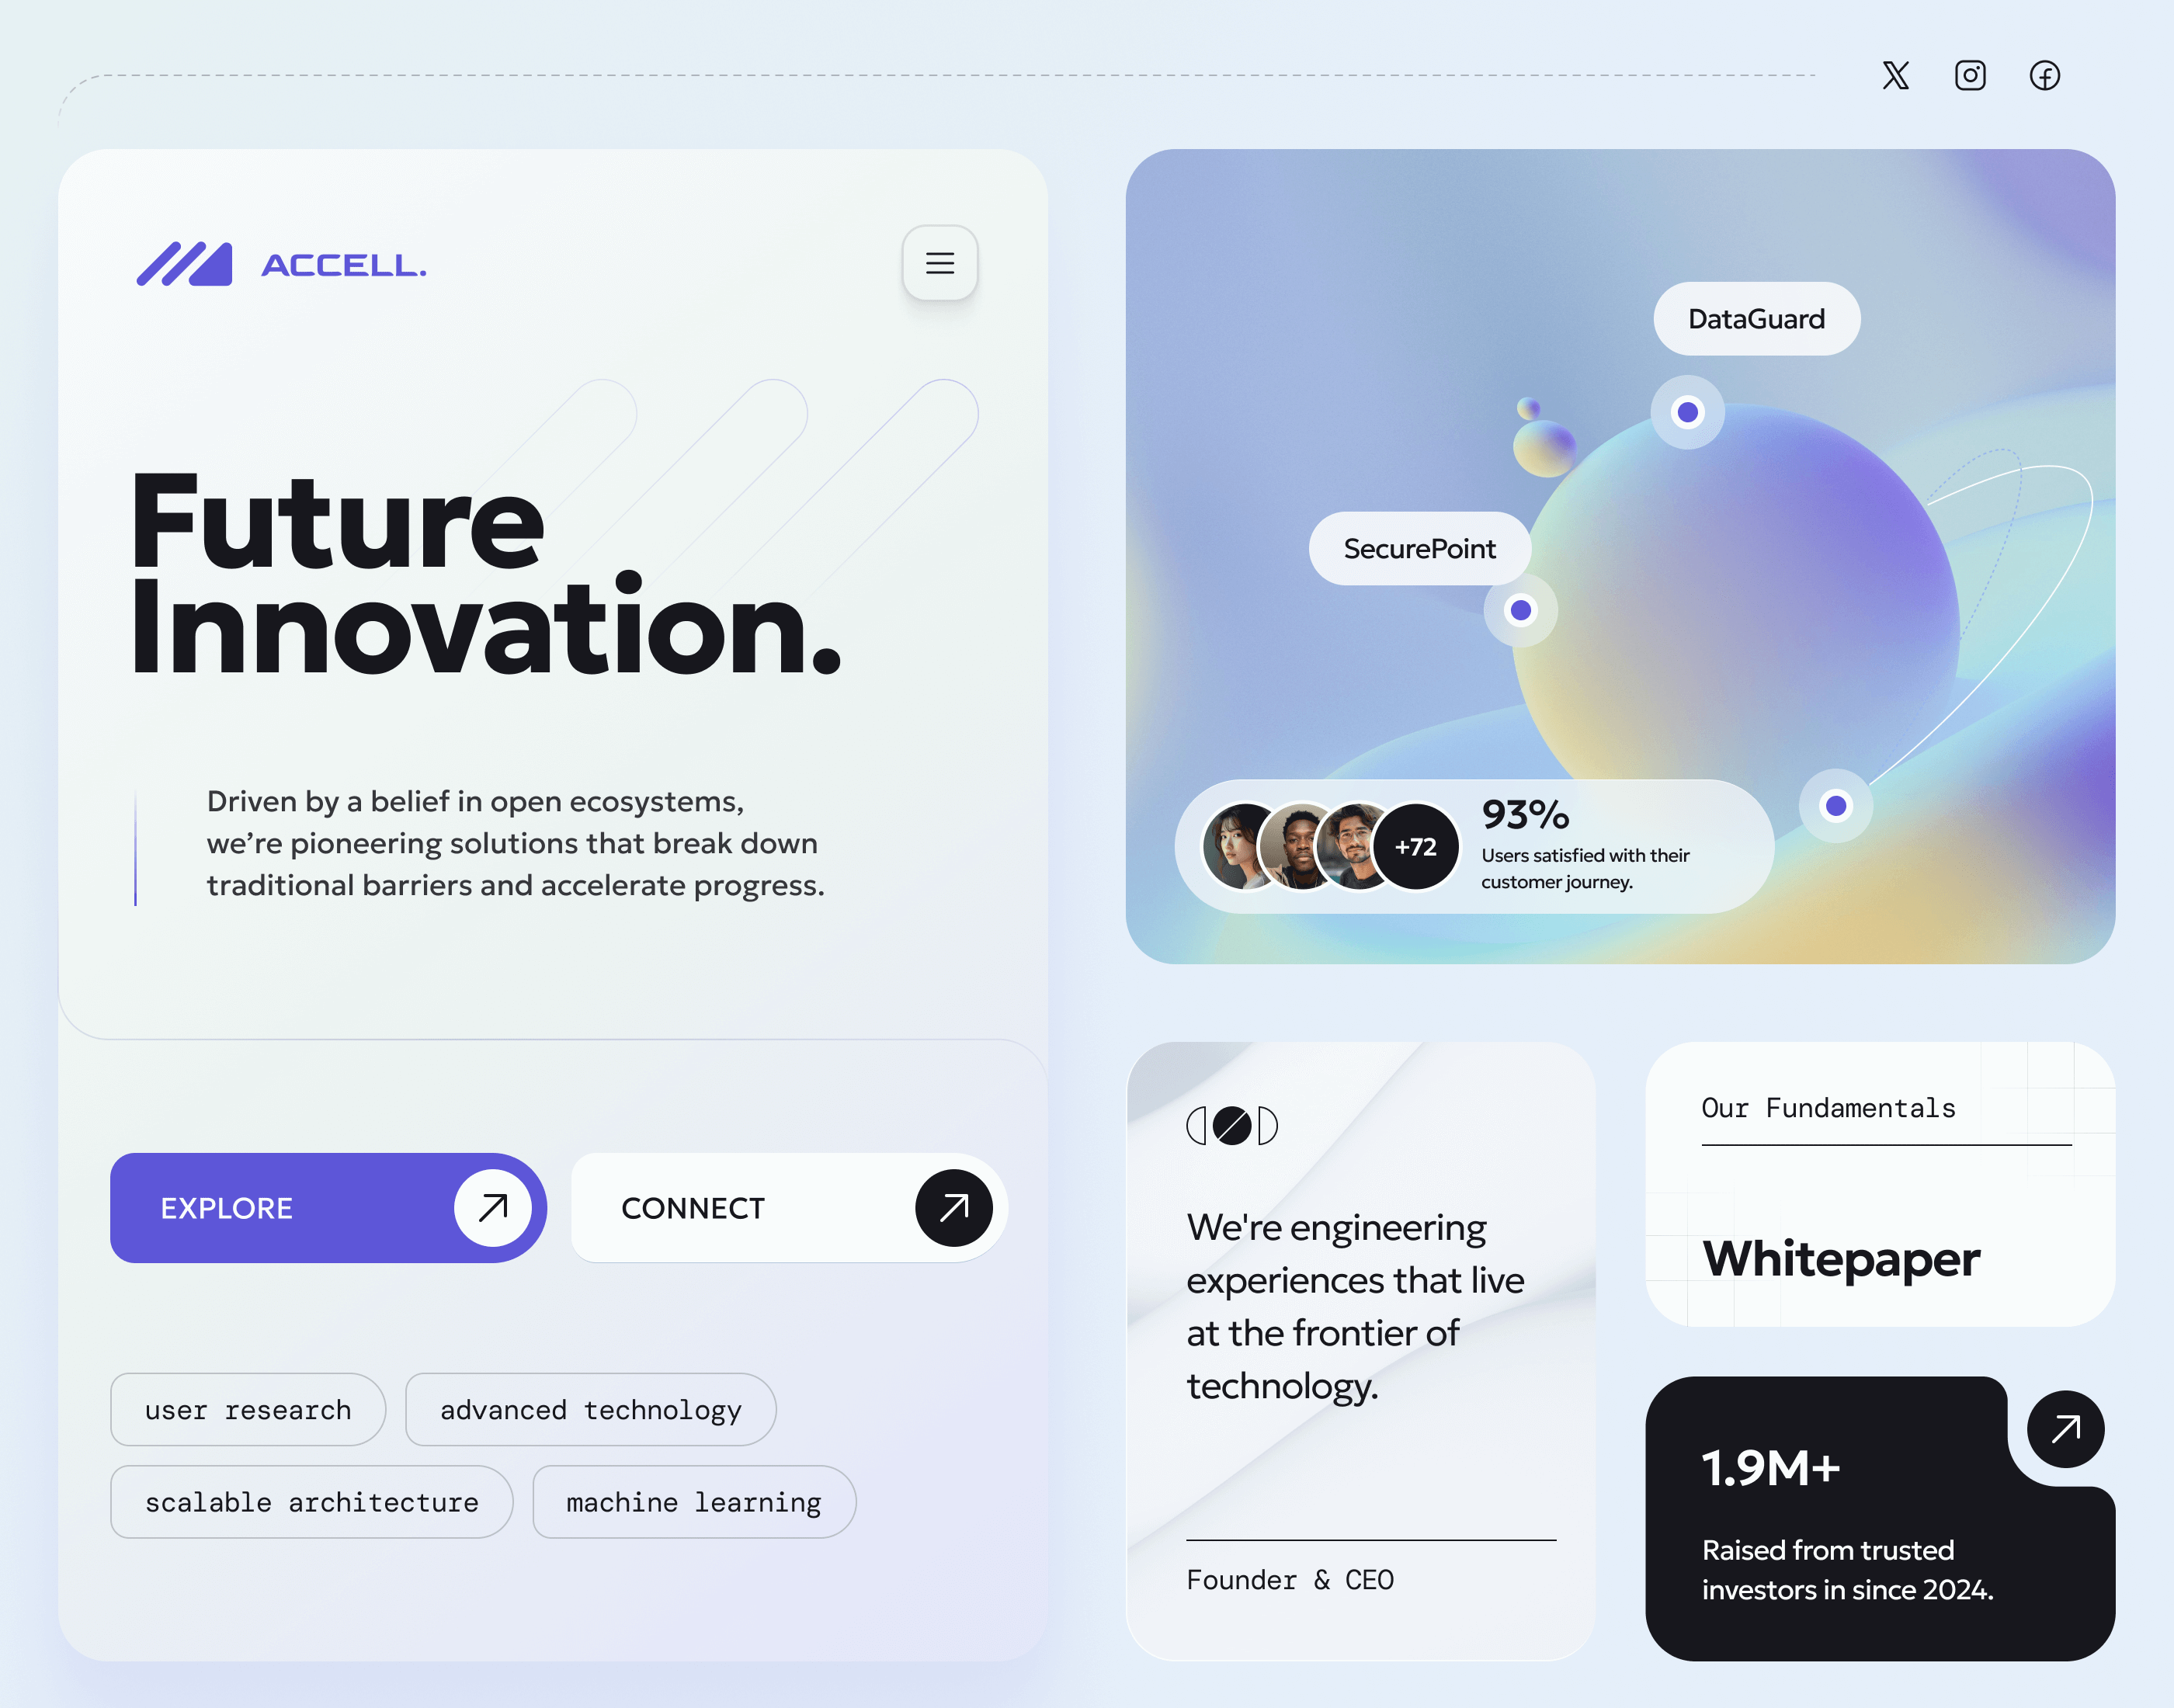 ACCELL.
Future
Innovation.
Driven by a belief in open ecosystems,
we’re pioneering solutions that break down
traditional barriers and accelerate progress.
EXPLORE
CONNECT
user research
advanced technology
scalable architecture
machine learning
DataGuard
SecurePoint
+72
93%
Users satisfied with their
customer journey.
We're engineering
experiences that live
at the frontier of
technology.
Founder & CEO
Our Fundamentals
Whitepaper
1.9M+
Raised from trusted
investors in since 2024.